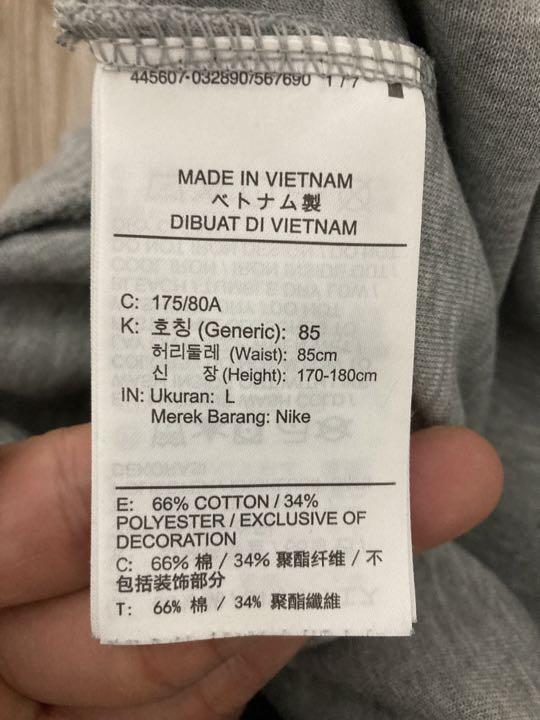 445607-032890/567690 1 / 7
MADE IN VIETNAM
ベトナム製
DIBUAT DI VIETNAM
C: 175/80A
K: 호칭 (Generic): 85
허리둘레 (Waist): 85cm
신 장 (Height): 170-180cm
IN: Ukuran: L
Merek Barang: Nike
E: 66% COTTON / 34%
POLYESTER / EXCLUSIVE OF
DECORATION
C: 66% 棉 / 34% 聚酯纤维 / 不
包括装饰部分
T: 66% 棉 / 34% 聚酯纖維